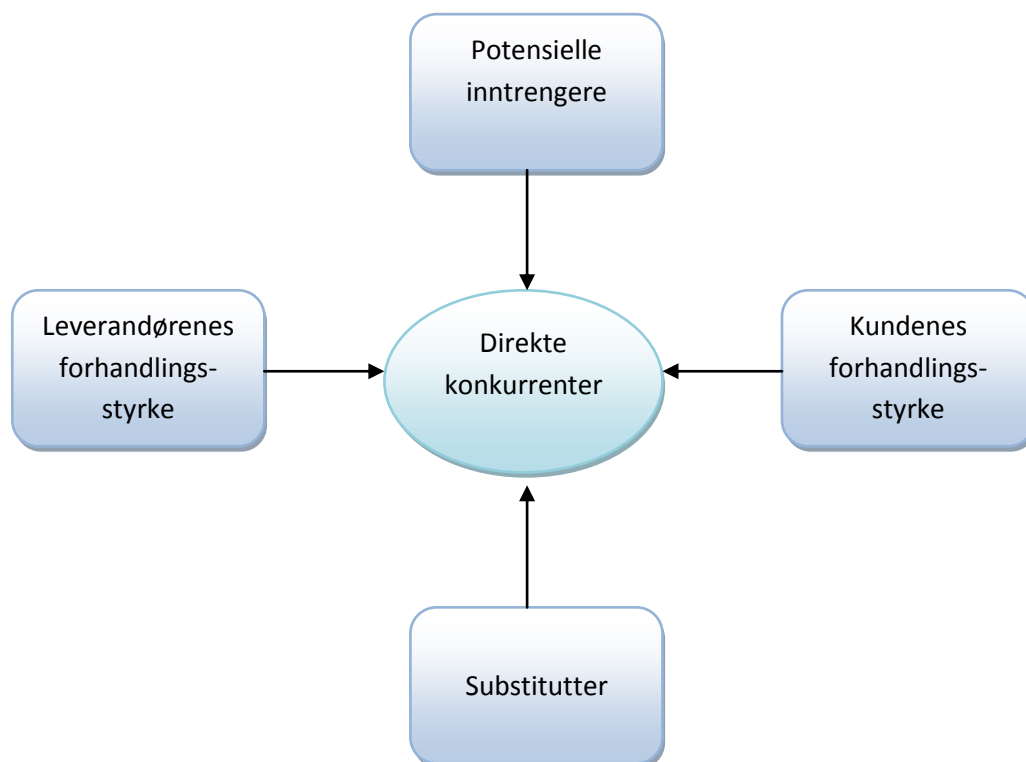 Potensielle
inntrengere
Leverandørenes
forhandlings-
styrke
Direkte
konkurrenter
Kundenes
forhandlings-
styrke
Substitutter